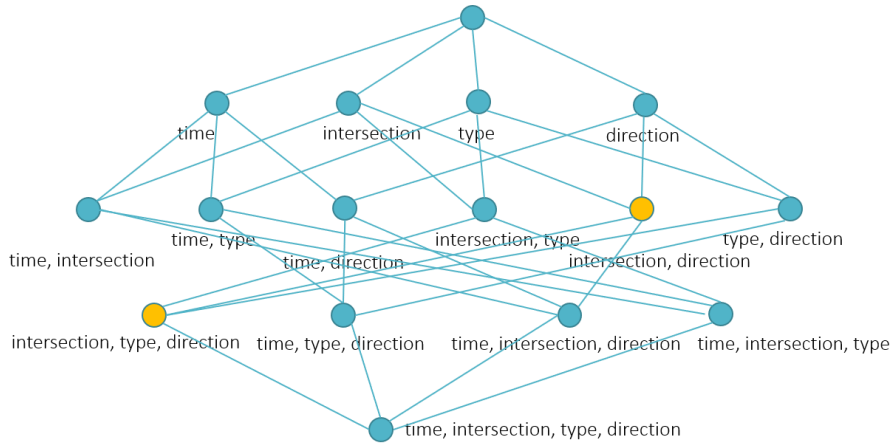 time
intersection
type
direction
time, intersection
time, type
time, direction
intersection, type
intersection, direction
type, direction
intersection, type, direction
time, type, direction
time, intersection, direction
time, intersection, type
time, intersection, type, direction